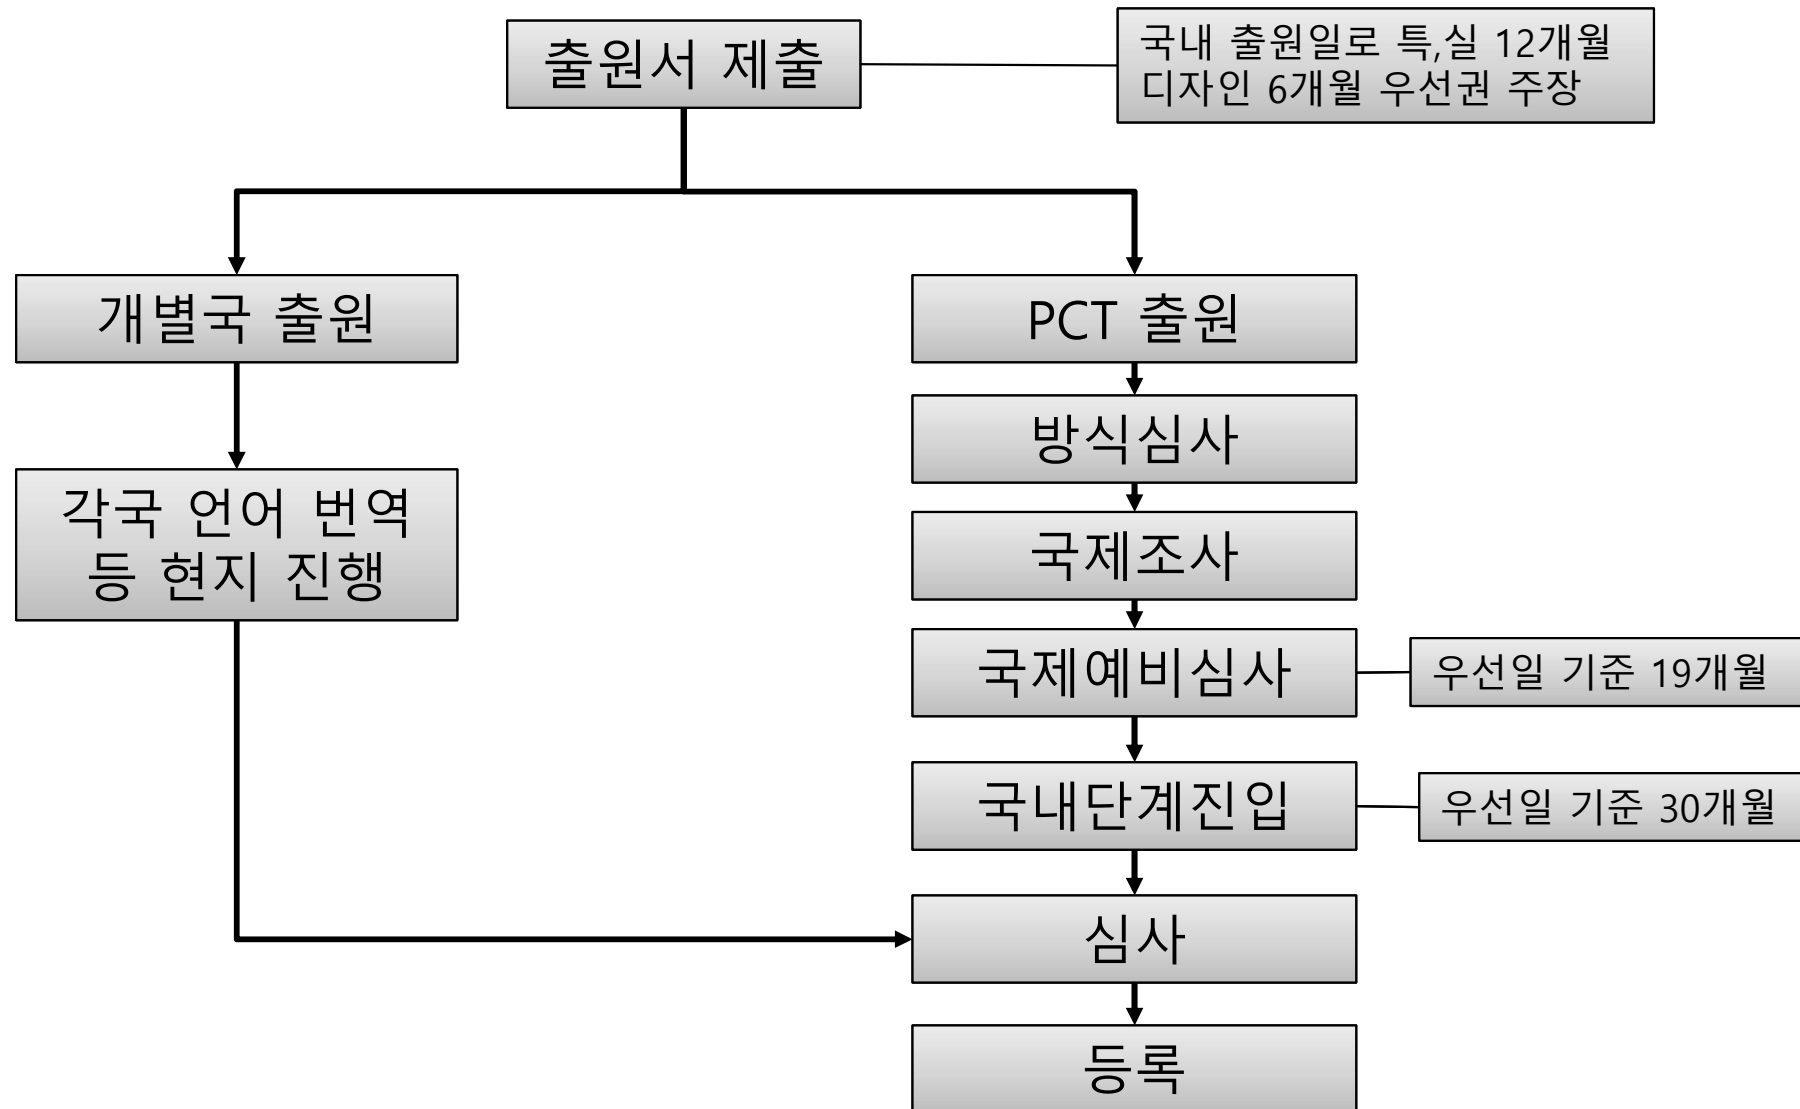 출원서 제출
국내 출원일로 특,실 12개월
디자인 6개월 우선권 주장
개별국 출원
PCT 출원
방식심사
각국 언어 번역
등 현지 진행
국제조사
국제예비심사
우선일 기준 19개월
국내단계진입
우선일 기준 30개월
심사
등록